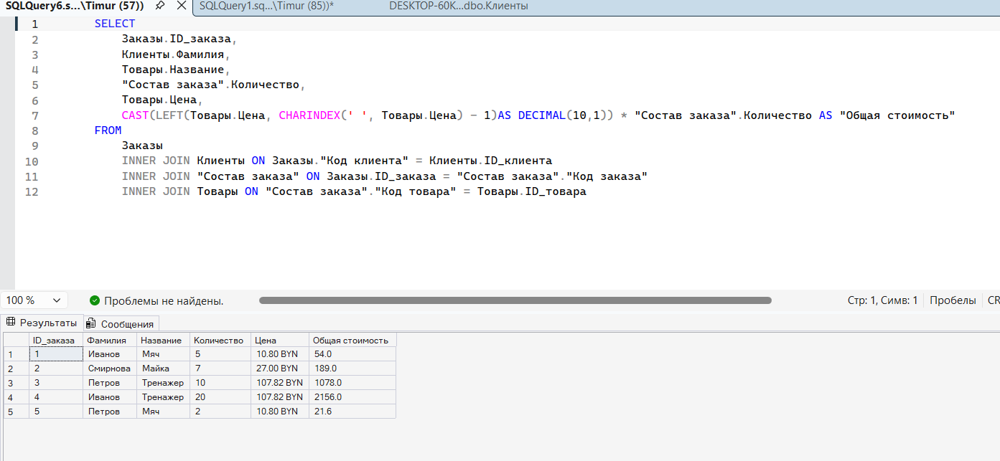 SQLQuery6.s...\Timur (57)) SQLQuery1.sq...\Timur (85))* DESKTOP-60K...dbo.Клиенты
1 SELECT
2 Заказы.ID_заказа,
3 Клиенты.Фамилия,
4 Товары.Название,
5 "Состав заказа".Количество,
6 Товары.Цена,
7 CAST(LEFT(Товары.Цена, CHARINDEX(' ', Товары.Цена) - 1)AS DECIMAL(10,1)) * "Состав заказа".Количество AS "Общая стоимость"
8 FROM
9 Заказы
10 INNER JOIN Клиенты ON Заказы."Код клиента" = Клиенты.ID_клиента
11 INNER JOIN "Состав заказа" ON Заказы.ID_заказа = "Состав заказа"."Код заказа"
12 INNER JOIN Товары ON "Состав заказа"."Код товара" = Товары.ID_товара
100 % Проблемы не найдены. Стр: 1, Симв: 1 Пробелы CR
Результаты Сообщения
ID_заказа Фамилия Название Количество Цена Общая стоимость
1 1 Иванов Мяч 5 10.80 BYN 54.0
2 2 Смирнова Майка 7 27.00 BYN 189.0
3 3 Петров Тренажер 10 107.82 BYN 1078.0
4 4 Иванов Тренажер 20 107.82 BYN 2156.0
5 5 Петров Мяч 2 10.80 BYN 21.6